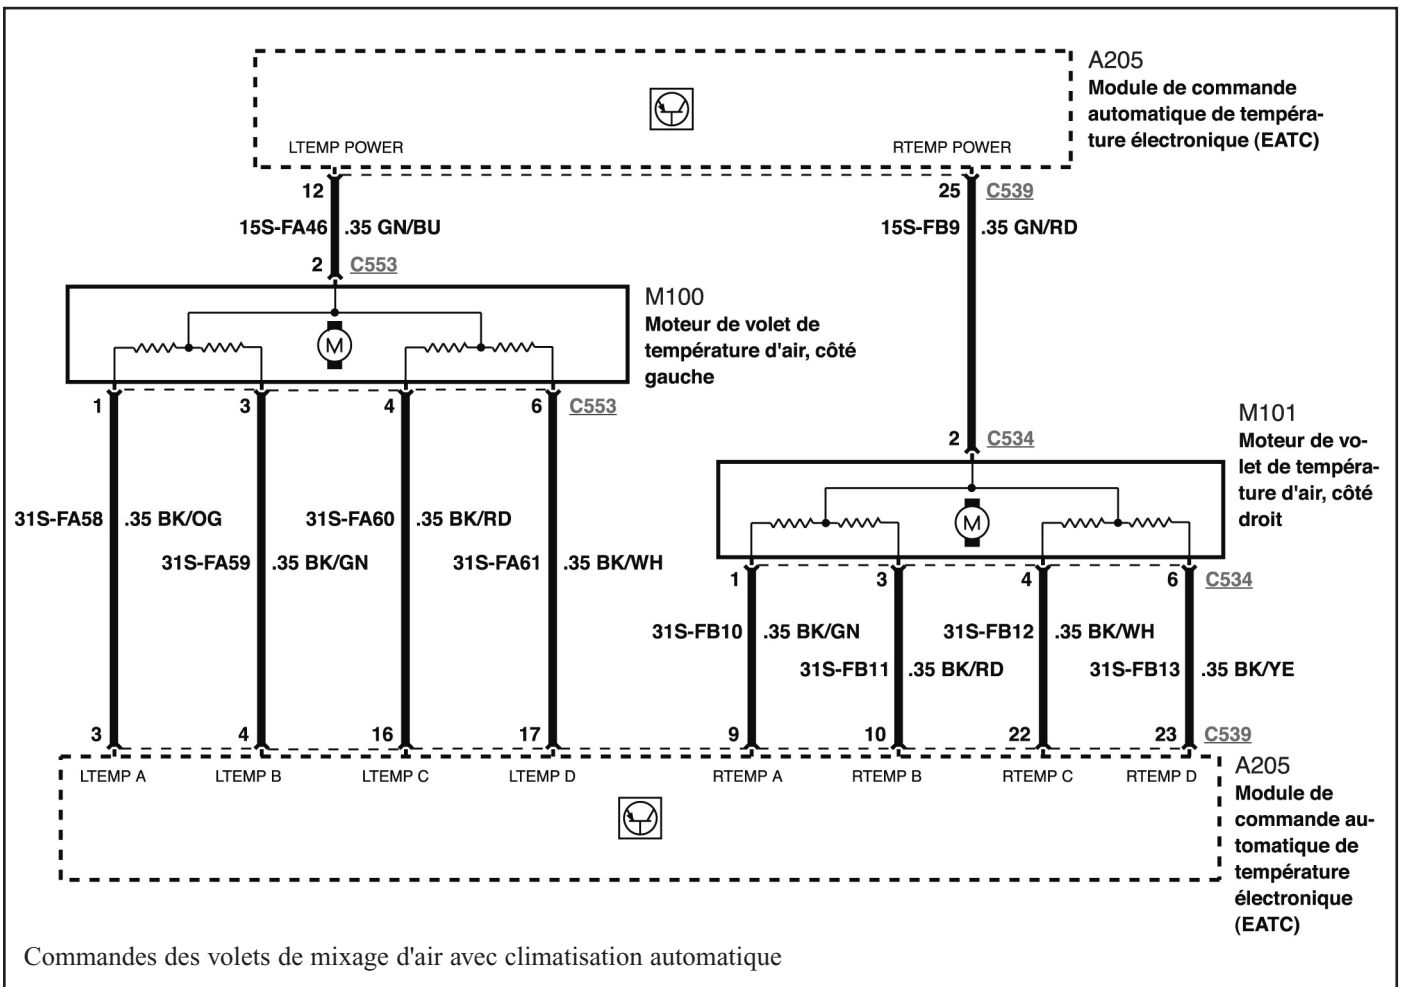 A205
Module de commande
automatique de tempéra-
ture électronique (EATC)
LTEMP POWER
RTEMP POWER
12
25
C539
15S-FA46
.35 GN/BU
15S-FB9
.35 GN/RD
2
C553
M100
Moteur de volet de
température d'air, côté
gauche
M
1
3
4
6
C553
2
C534
M101
Moteur de vo-
let de tempéra-
ture d'air, côté
droit
M
31S-FA58
.35 BK/OG
31S-FA60
.35 BK/RD
31S-FA59
.35 BK/GN
31S-FA61
.35 BK/WH
1
3
4
6
C534
31S-FB10
.35 BK/GN
31S-FB12
.35 BK/WH
31S-FB11
.35 BK/RD
31S-FB13
.35 BK/YE
3
4
16
17
9
10
22
23
C539
LTEMP A
LTEMP B
LTEMP C
LTEMP D
RTEMP A
RTEMP B
RTEMP C
RTEMP D
A205
Module de
commande au-
tomatique de
température
électronique
(EATC)
Commandes des volets de mixage d'air avec climatisation automatique